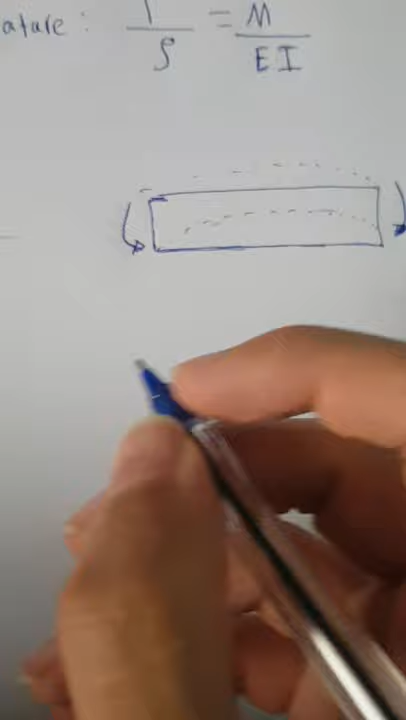 ature: 1/ρ = M/EI